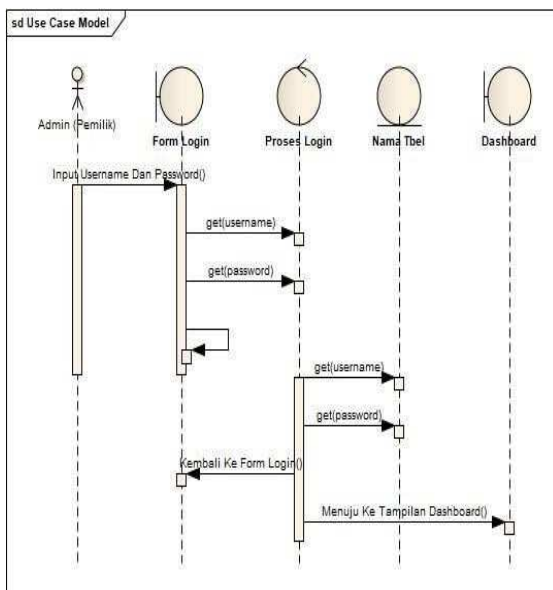 sd Use Case Model
Admin (Pemilik)
Form Login
Proses Login
Nama Tbel
Dashboard
Input Username Dan Password()
get(username)
get(password)
get(username)
get(password)
Kembali Ke Form Login()
Menuju Ke Tampilan Dashboard()